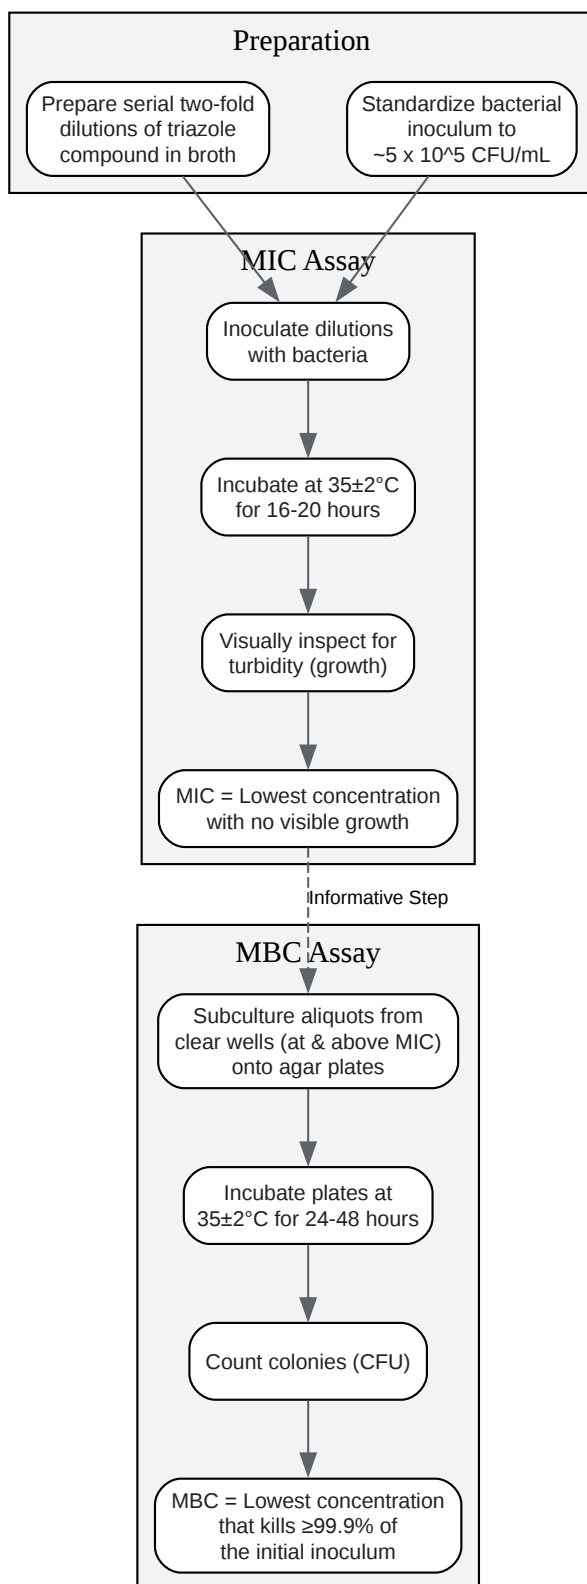 Preparation
Prepare serial two-fold
dilutions of triazole
compound in broth
Standardize bacterial
inoculum to
~5 x 10^5 CFU/mL
MIC Assay
Inoculate dilutions
with bacteria
Incubate at 35±2°C
for 16-20 hours
Visually inspect for
turbidity (growth)
MIC = Lowest concentration
with no visible growth
Informative Step
MBC Assay
Subculture aliquots from
clear wells (at & above MIC)
onto agar plates
Incubate plates at
35±2°C for 24-48 hours
Count colonies (CFU)
MBC = Lowest concentration
that kills ≥99.9% of
the initial inoculum